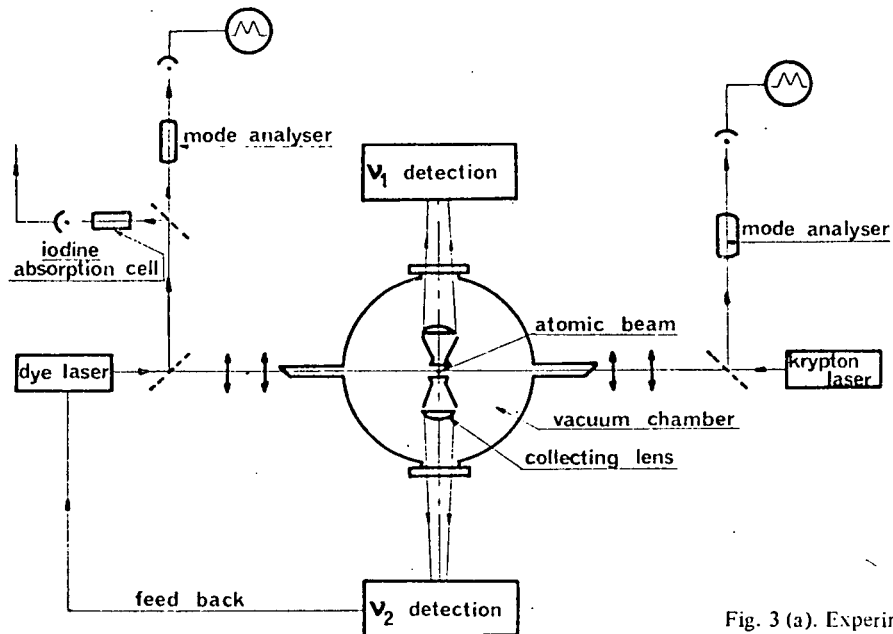 mode analyser
ν₁ detection
mode analyser
iodine
absorption cell
atomic beam
dye laser
krypton
laser
vacuum chamber
collecting lens
feed back
ν₂ detection
Fig. 3 (a).